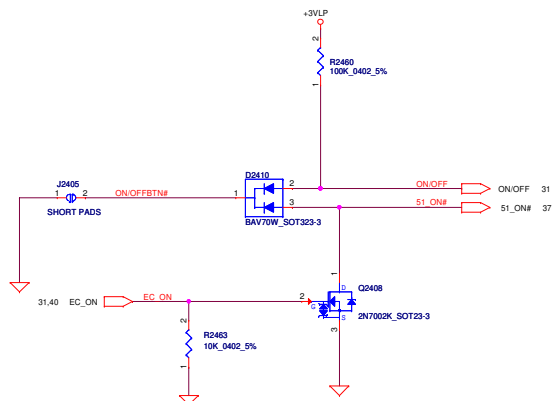 +3VLP
2
R2460
100K_0402_5%
1
J2405
1 2
ON/OFFBTN#
SHORT PADS
D2410
1
2
3
BAV70W_SOT323-3
ON/OFF
ON/OFF 31
51_ON#
51_ON# 37
1
D
Q2408
2N7002K_SOT23-3
G
S
2
3
31,40 EC_ON
EC_ON
2
R2463
10K_0402_5%
1